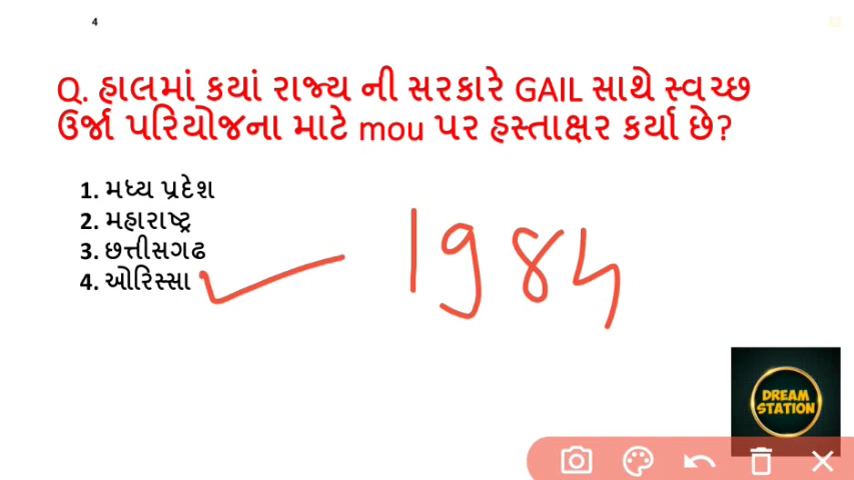 4
Q. હાલમાં કયાં રાજ્ય ની સરકારે GAIL સાથે સ્વચ્છ
ઉર્જા પરિયોજના માટે mou પર હસ્તાક્ષર કર્યા છે?
1. મધ્ય પ્રદેશ
2. મહારાષ્ટ્ર
3. છત્તીસગઢ
4. ઓરિસ્સા
1984
DREAM
STATION